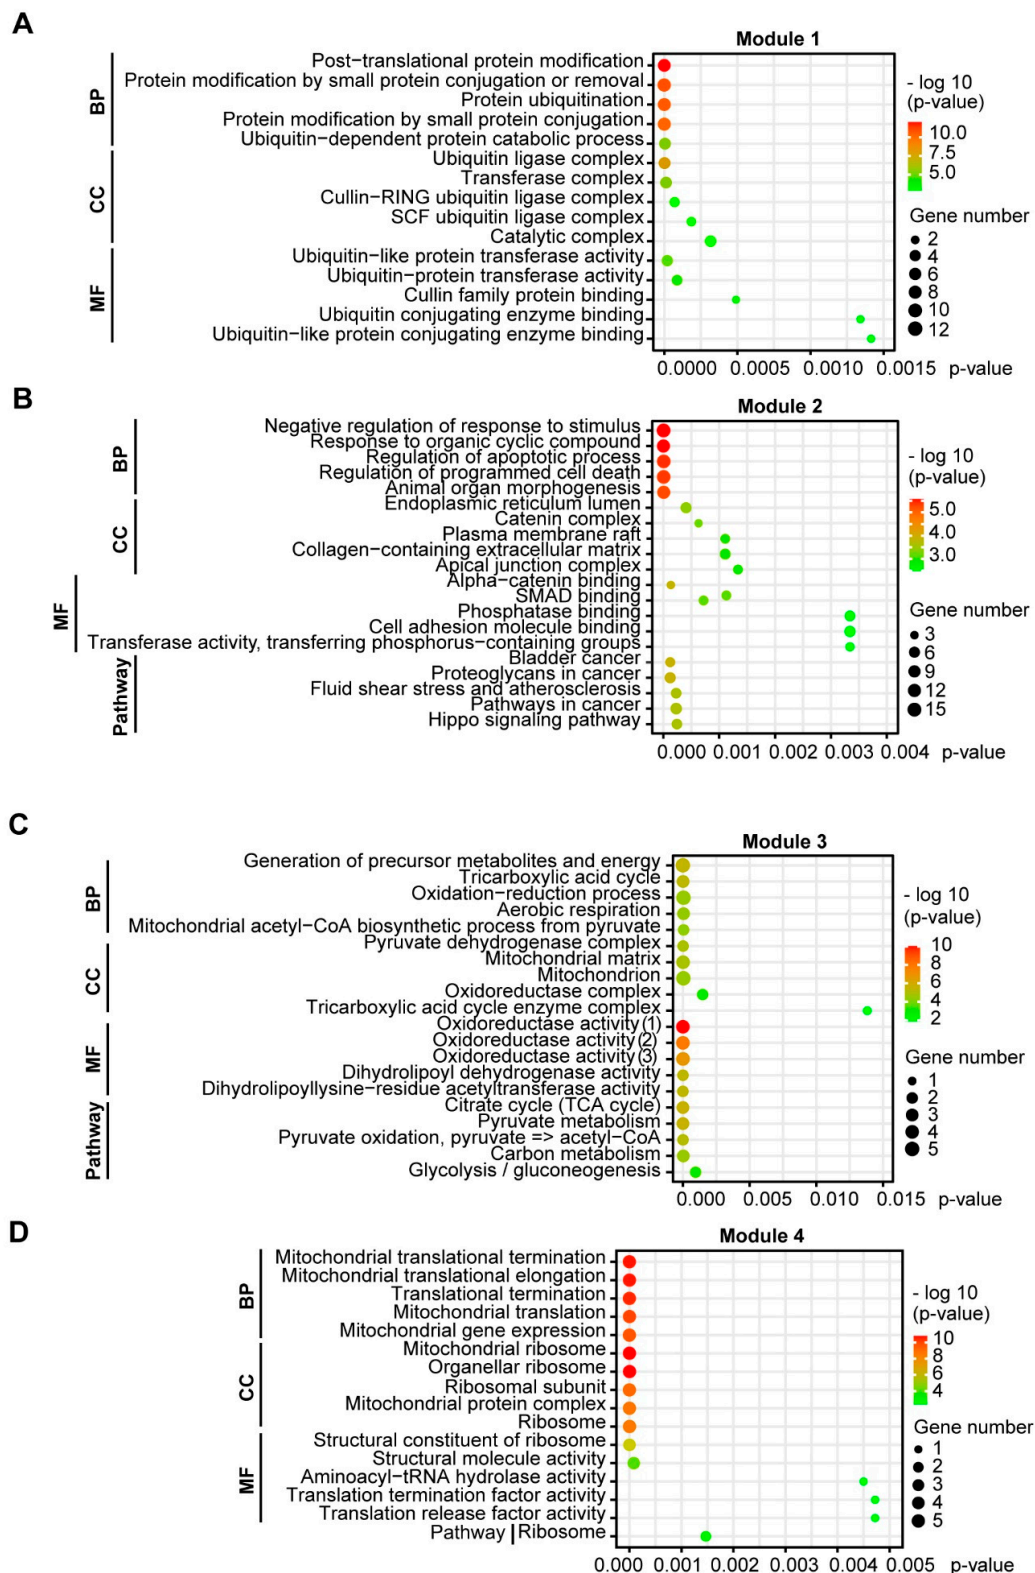 A
Module 1
BP
Post−translational protein modification
Protein modification by small protein conjugation or removal
Protein ubiquitination
Protein modification by small protein conjugation
Ubiquitin−dependent protein catabolic process
CC
Ubiquitin ligase complex
Transferase complex
Cullin−RING ubiquitin ligase complex
SCF ubiquitin ligase complex
Catalytic complex
MF
Ubiquitin−like protein transferase activity
Ubiquitin−protein transferase activity
Cullin family protein binding
Ubiquitin conjugating enzyme binding
Ubiquitin−like protein conjugating enzyme binding
0.0000 0.0005 0.0010 0.0015 p-value
- log 10
(p-value)
10.0
7.5
5.0
Gene number
2
4
6
8
10
12
B
Module 2
BP
Negative regulation of response to stimulus
Response to organic cyclic compound
Regulation of apoptotic process
Regulation of programmed cell death
Animal organ morphogenesis
CC
Endoplasmic reticulum lumen
Catenin complex
Plasma membrane raft
Collagen−containing extracellular matrix
Apical junction complex
MF
Alpha−catenin binding
SMAD binding
Phosphatase binding
Cell adhesion molecule binding
Transferase activity, transferring phosphorus−containing groups
Pathway
Bladder cancer
Proteoglycans in cancer
Fluid shear stress and atherosclerosis
Pathways in cancer
Hippo signaling pathway
0.000 0.001 0.002 0.003 0.004 p-value
- log 10
(p-value)
5.0
4.0
3.0
Gene number
3
6
9
12
15
C
Module 3
BP
Generation of precursor metabolites and energy
Tricarboxylic acid cycle
Oxidation−reduction process
Aerobic respiration
Mitochondrial acetyl−CoA biosynthetic process from pyruvate
CC
Pyruvate dehydrogenase complex
Mitochondrial matrix
Mitochondrion
Oxidoreductase complex
Tricarboxylic acid cycle enzyme complex
MF
Oxidoreductase activity(1)
Oxidoreductase activity(2)
Oxidoreductase activity(3)
Dihydrolipoyl dehydrogenase activity
Dihydrolipoyllysine−residue acetyltransferase activity
Pathway
Citrate cycle (TCA cycle)
Pyruvate metabolism
Pyruvate oxidation, pyruvate => acetyl−CoA
Carbon metabolism
Glycolysis / gluconeogenesis
0.000 0.005 0.010 0.015 p-value
- log 10
(p-value)
10
8
6
4
2
Gene number
1
2
3
4
5
D
Module 4
BP
Mitochondrial translational termination
Mitochondrial translational elongation
Translational termination
Mitochondrial translation
Mitochondrial gene expression
CC
Mitochondrial ribosome
Organellar ribosome
Ribosomal subunit
Mitochondrial protein complex
Ribosome
MF
Structural constituent of ribosome
Structural molecule activity
Aminoacyl−tRNA hydrolase activity
Translation termination factor activity
Translation release factor activity
Pathway Ribosome
0.000 0.001 0.002 0.003 0.004 0.005 p-value
- log 10
(p-value)
10
8
6
4
Gene number
1
2
3
4
5